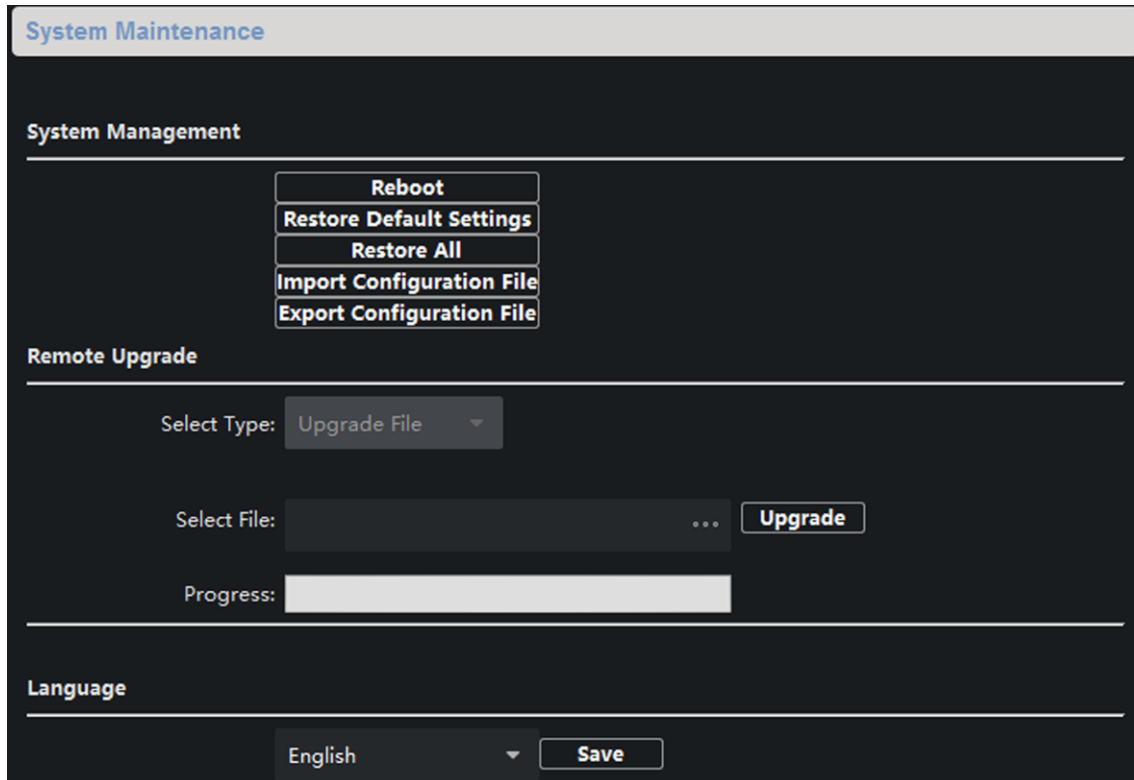 System Maintenance
System Management
Reboot
Restore Default Settings
Restore All
Import Configuration File
Export Configuration File
Remote Upgrade
Select Type: Upgrade File
Select File: ... Upgrade
Progress:
Language
English Save